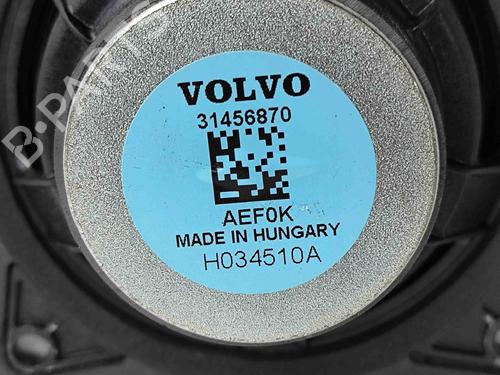 B-PARTS
VOLVO
31456870
AEF0K
MADE IN HUNGARY
H034510A